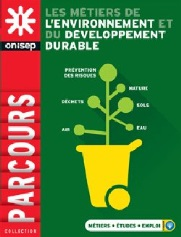 LES MÉTIERS DE
L'ENVIRONNEMENT ET
DU DÉVELOPPEMENT
DURABLE
onisep
PRÉVENTION
DES RISQUES
NATURE
DÉCHETS
SOLS
AIR
EAU
PARCOURS
COLLECTION
MÉTIERS • ÉTUDES • EMPLOI